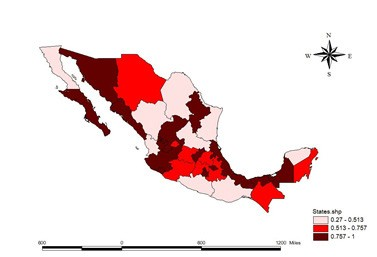 N
W E
S
States.shp
0.27 - 0.513
0.513 - 0.757
0.757 - 1
600 0 600 1200 Miles